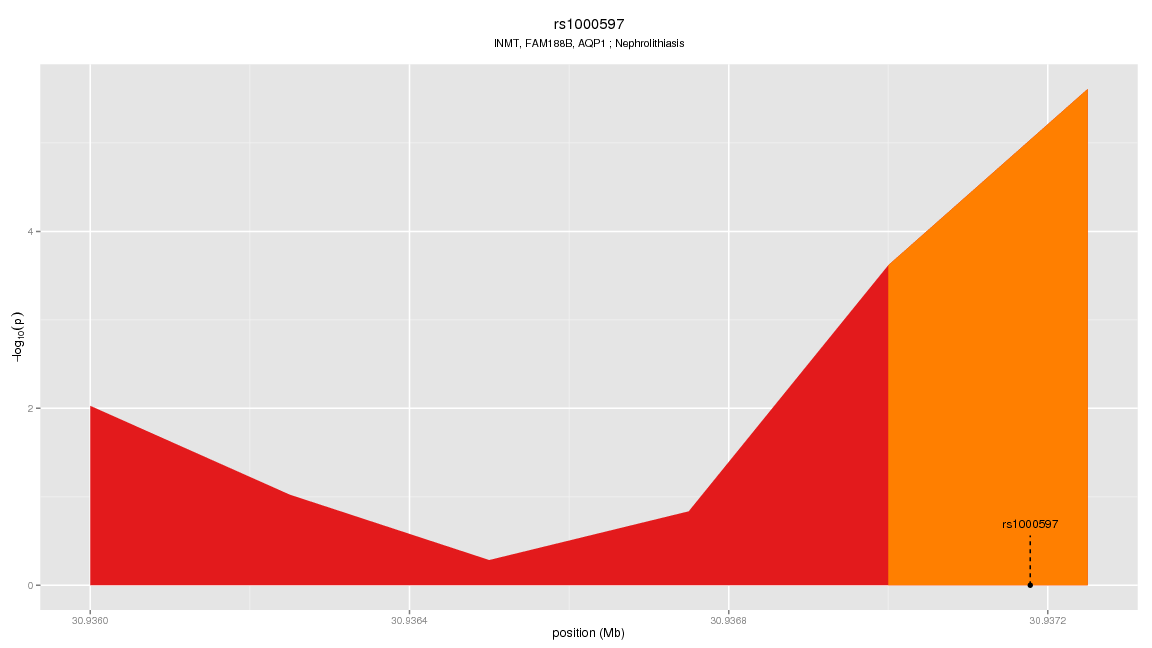 rs1000597
INMT, FAM188B, AQP1 ; Nephrolithiasis
−log₁₀(p)
4
2
0
rs1000597
30.9360 30.9364 30.9368 30.9372
position (Mb)